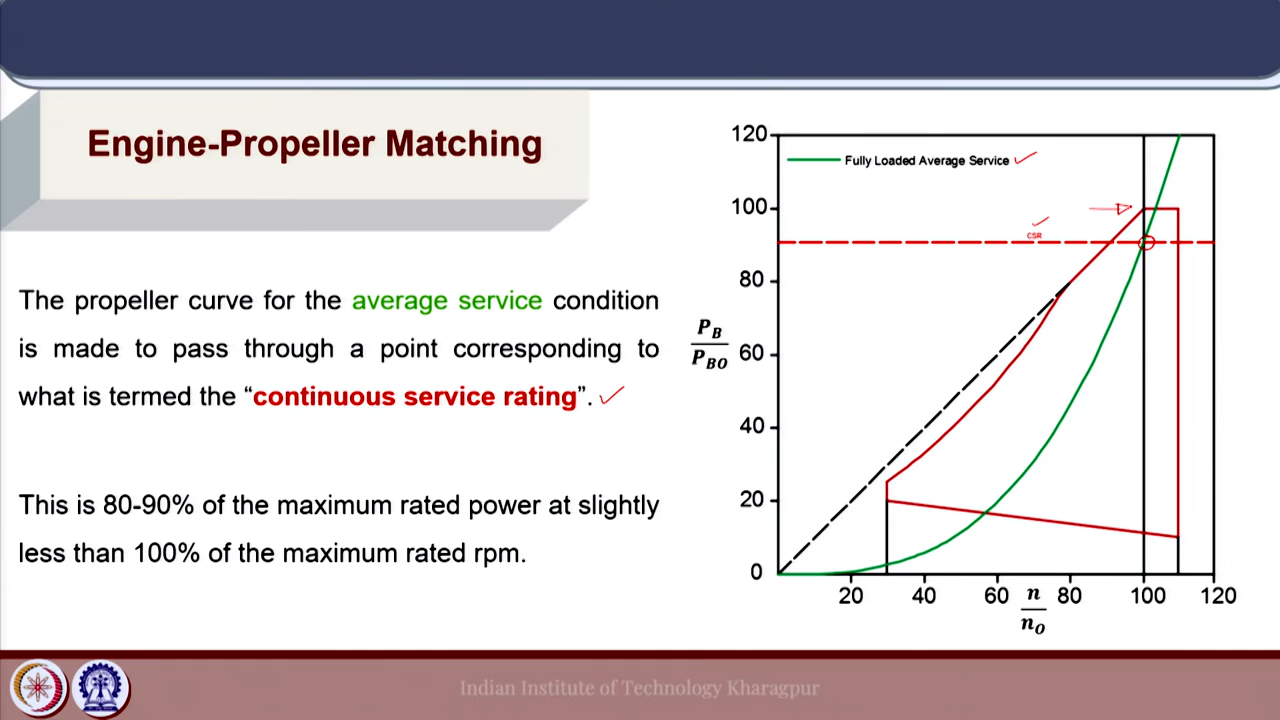 Engine-Propeller Matching
The propeller curve for the average service condition
is made to pass through a point corresponding to
what is termed the “continuous service rating”.
This is 80-90% of the maximum rated power at slightly
less than 100% of the maximum rated rpm.
120
Fully Loaded Average Service
100
CSR
80
P_B
P_BO
60
40
20
0
20 40 60 n 80 100 120
n_O
Indian Institute of Technology Kharagpur